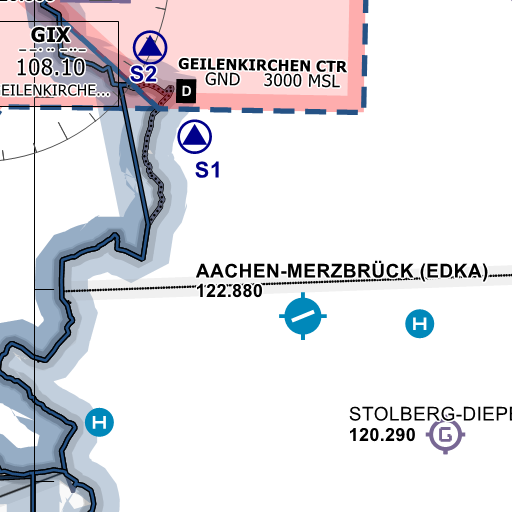 GIX
108.10
EILENKIRCHE...
S2
D
GEILENKIRCHEN CTR
GND 3000 MSL
S1
AACHEN-MERZBRÜCK (EDKA)
122.880
H
H
STOLBERG-DIEPE
120.290
G